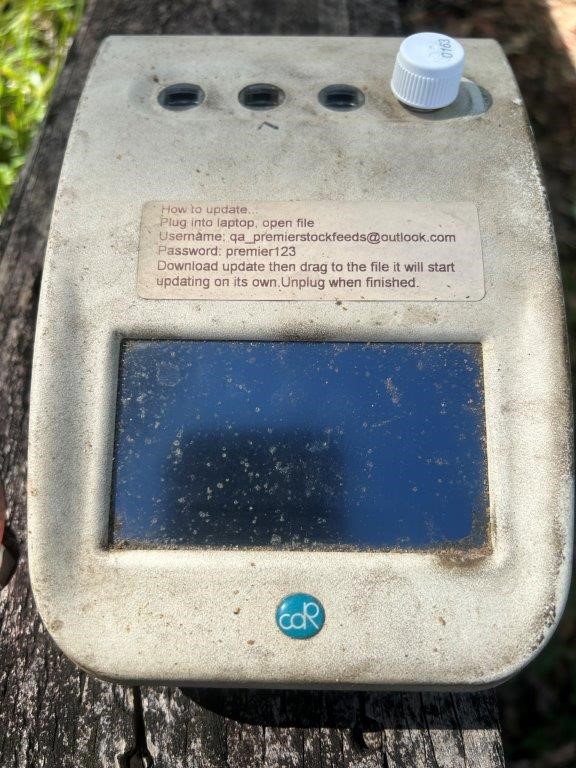 0163
How to update...
Plug into laptop, open file
Username: qa_premierstockfeeds@outlook.com
Password: premier123
Download update then drag to the file it will start
updating on its own.Unplug when finished.
cdR